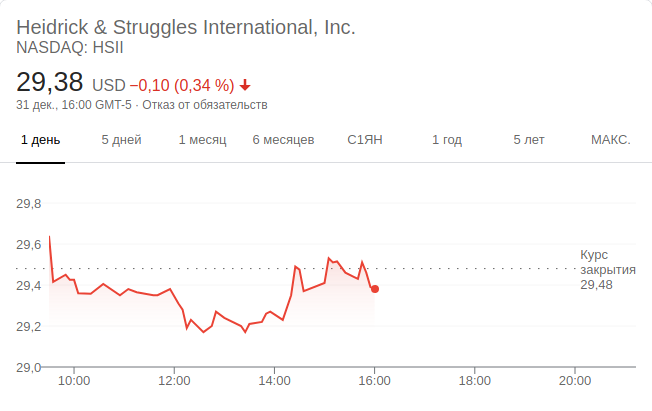 Heidrick & Struggles International, Inc.
NASDAQ: HSII
29,38 USD −0,10 (0,34 %)
31 дек., 16:00 GMT-5 · Отказ от обязательств
1 день 5 дней 1 месяц 6 месяцев С1ЯН 1 год 5 лет МАКС.
29,8
29,6
Курс
закрытия
29,48
29,4
29,2
29,0
10:00 12:00 14:00 16:00 18:00 20:00